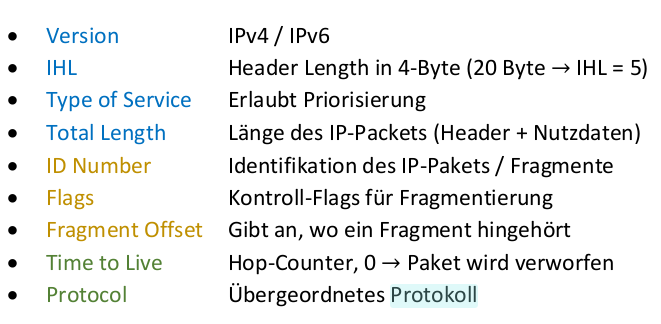 • Version IPv4 / IPv6
• IHL Header Length in 4-Byte (20 Byte → IHL = 5)
• Type of Service Erlaubt Priorisierung
• Total Length Länge des IP-Packets (Header + Nutzdaten)
• ID Number Identifikation des IP-Pakets / Fragmente
• Flags Kontroll-Flags für Fragmentierung
• Fragment Offset Gibt an, wo ein Fragment hingehört
• Time to Live Hop-Counter, 0 → Paket wird verworfen
• Protocol Übergeordnetes Protokoll